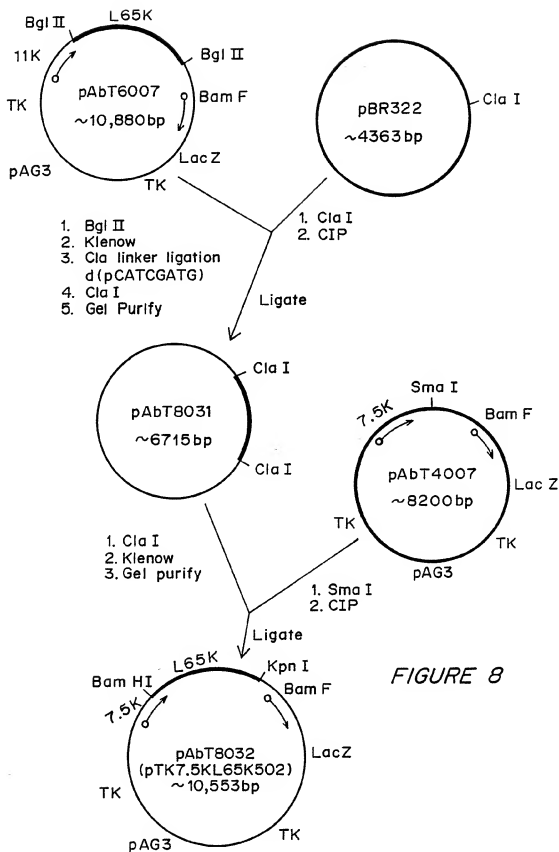 L65K
Bgl II
Bgl II
11K
pAbT6007
~10,880bp
Bam F
TK
LacZ
pAG3
TK
pBR322
~4363bp
Cla I
1. Bgl II
2. Klenow
3. Cla linker ligation
d(pCATCGATG)
4. Cla I
5. Gel Purify
1. Cla I
2. CIP
Ligate
Cla I
pAbT8031
~6715bp
Cla I
Sma I
7.5K
Bam F
pAbT4007
~8200bp
Lac Z
TK
TK
pAG3
1. Cla I
2. Klenow
3. Gel purify
1. Sma I
2. CIP
Ligate
L65K
Bam HI
Kpn I
7.5K
Bam F
pAbT8032
(pTK7.5KL65K502)
~10,553bp
LacZ
TK
TK
pAG3
FIGURE 8